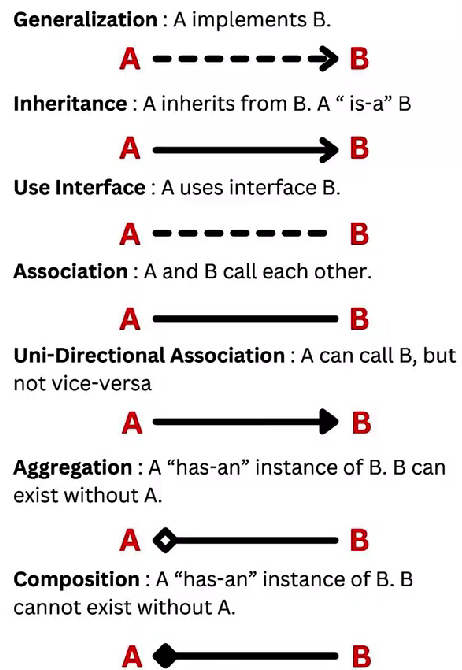 Generalization : A implements B.
A B
Inheritance : A inherits from B. A “ is-a” B
A B
Use Interface : A uses interface B.
A B
Association : A and B call each other.
A B
Uni-Directional Association : A can call B, but
not vice-versa
A B
Aggregation : A “has-an” instance of B. B can
exist without A.
A B
Composition : A “has-an” instance of B. B
cannot exist without A.
A B